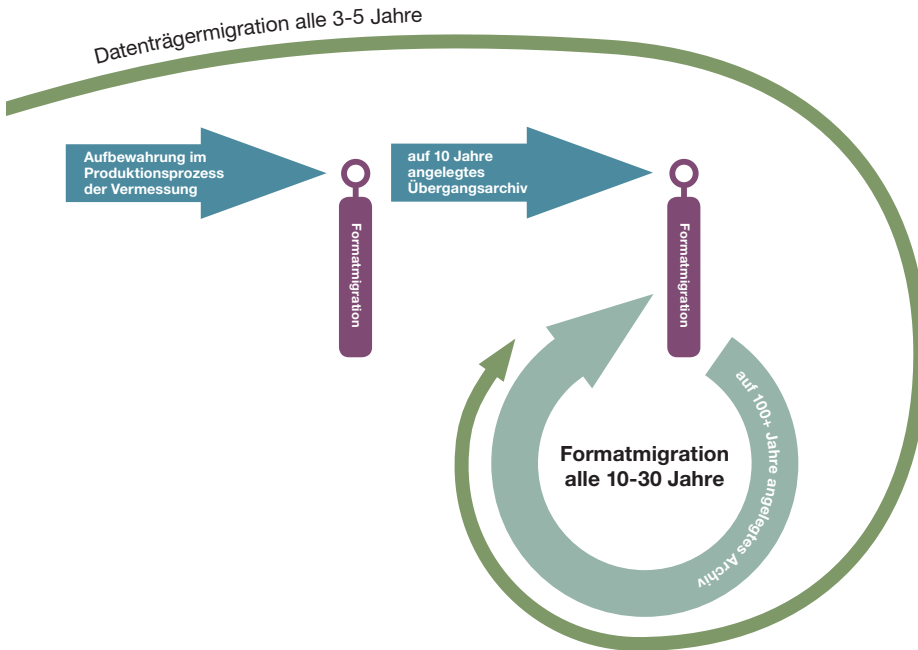 Datenträgermigration alle 3-5 Jahre
Aufbewahrung im
Produktionsprozess
der Vermessung
auf 10 Jahre
angelegtes
Übergangsarchiv
Formatmigration
Formatmigration
auf 100+ Jahre angelegtes Archiv
Formatmigration
alle 10-30 Jahre